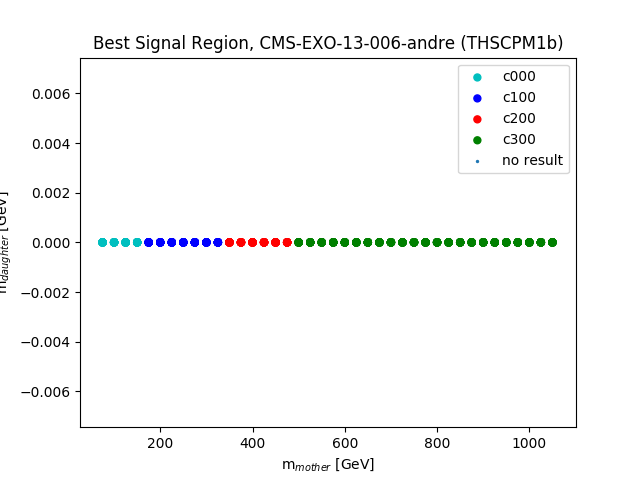 Best Signal Region, CMS-EXO-13-006-andre (THSCPM1b)
c000
c100
c200
c300
no result
0.006
0.004
0.002
0.000
−0.002
−0.004
−0.006
m_daughter [GeV]
200 400 600 800 1000
m_mother [GeV]